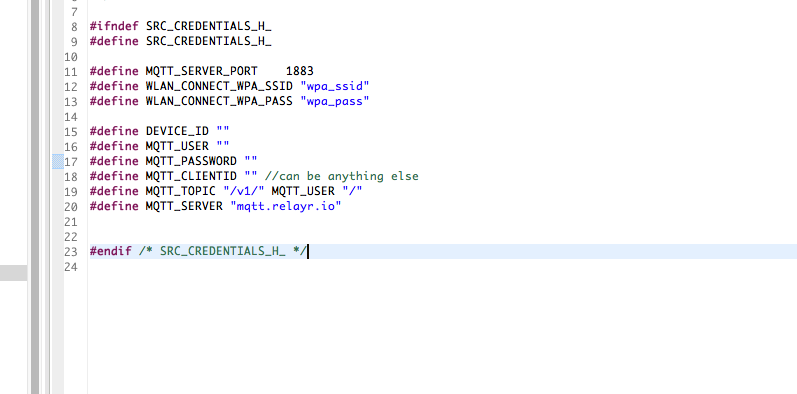 7
8 #ifndef SRC_CREDENTIALS_H_
9 #define SRC_CREDENTIALS_H_
10
11 #define MQTT_SERVER_PORT    1883
12 #define WLAN_CONNECT_WPA_SSID "wpa_ssid"
13 #define WLAN_CONNECT_WPA_PASS "wpa_pass"
14
15 #define DEVICE_ID ""
16 #define MQTT_USER ""
17 #define MQTT_PASSWORD ""
18 #define MQTT_CLIENTID "" //can be anything else
19 #define MQTT_TOPIC "/v1/" MQTT_USER "/"
20 #define MQTT_SERVER "mqtt.relayr.io"
21
22
23 #endif /* SRC_CREDENTIALS_H_ */
24